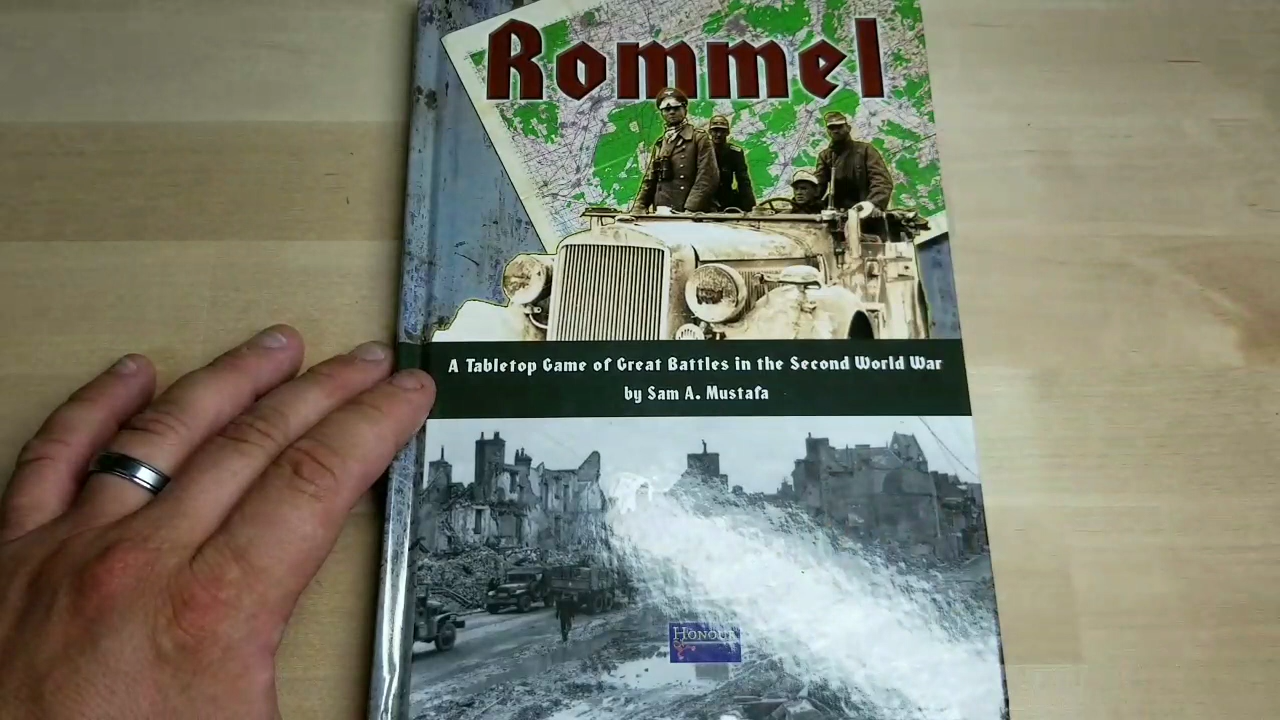 Rommel
A Tabletop Game of Great Battles in the Second World War
by Sam A. Mustafa
HONOUR